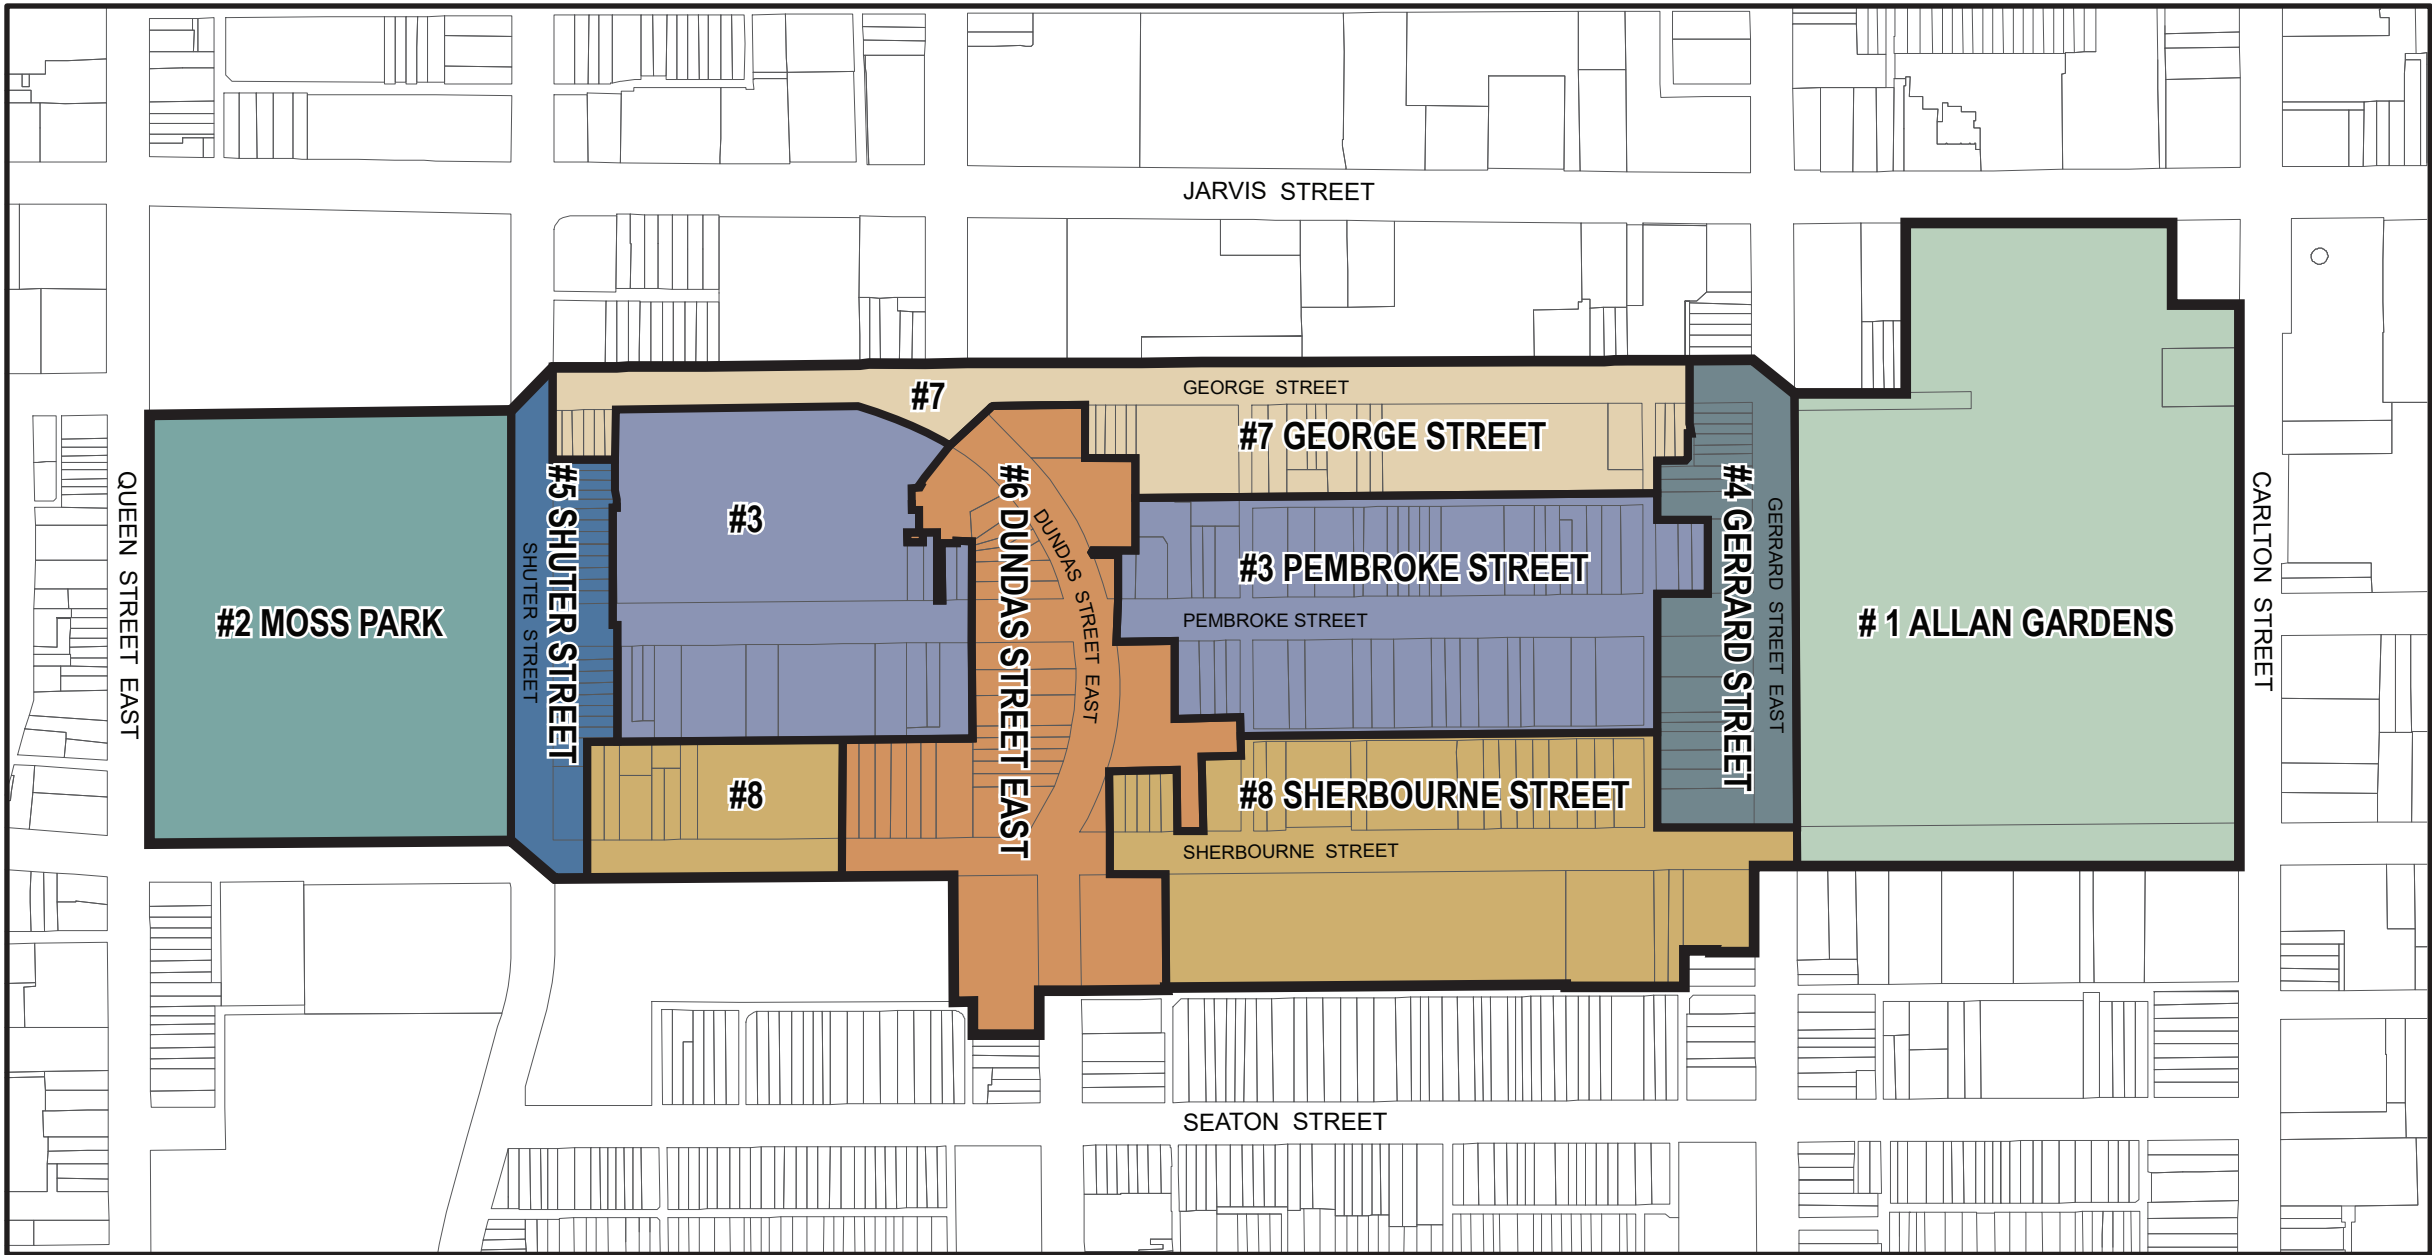 JARVIS STREET
GEORGE STREET
#7
#7 GEORGE STREET
#3
#3 PEMBROKE STREET
PEMBROKE STREET
#2 MOSS PARK
# 1 ALLAN GARDENS
QUEEN STREET EAST
SHUTER STREET
#5 SHUTER STREET
#6 DUNDAS STREET EAST
DUNDAS STREET EAST
#4 GERRARD STREET
GERRARD STREET EAST
CARLTON STREET
#8
#8 SHERBOURNE STREET
SHERBOURNE STREET
SEATON STREET